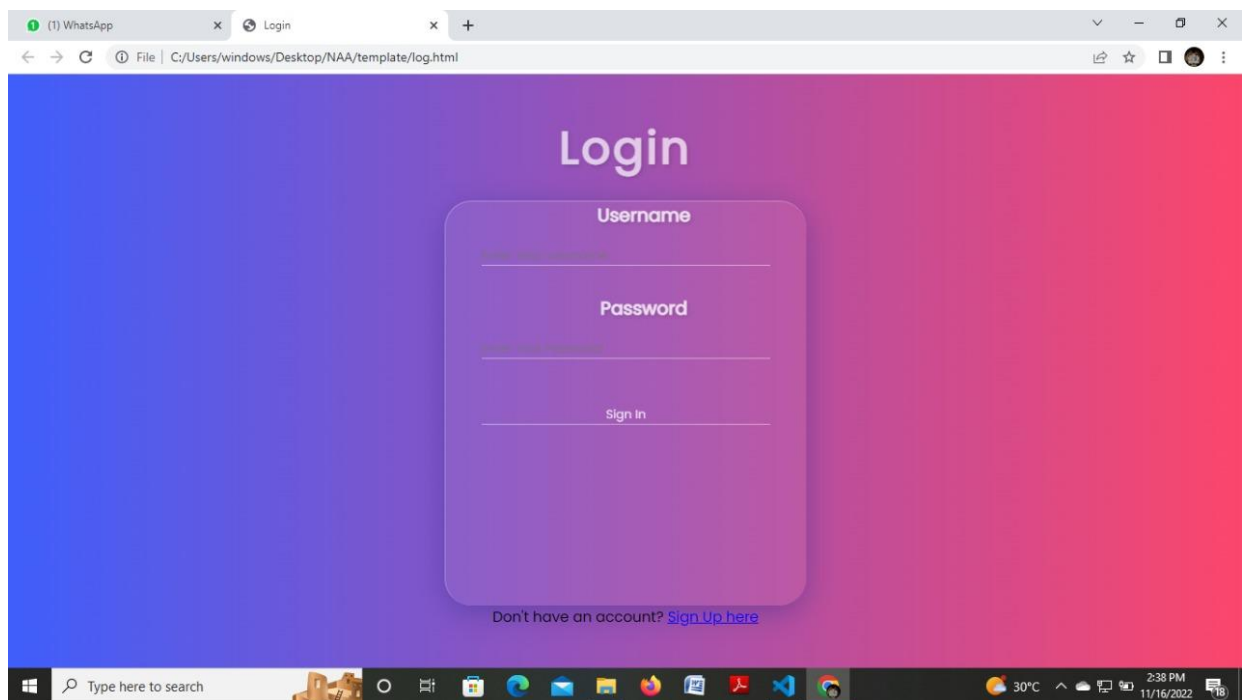 (1) WhatsApp
Login
File | C:/Users/windows/Desktop/NAA/template/log.html
Login
Username
Password
Sign In
Don't have an account? Sign Up here
Type here to search
30°C
2:38 PM
11/16/2022
18